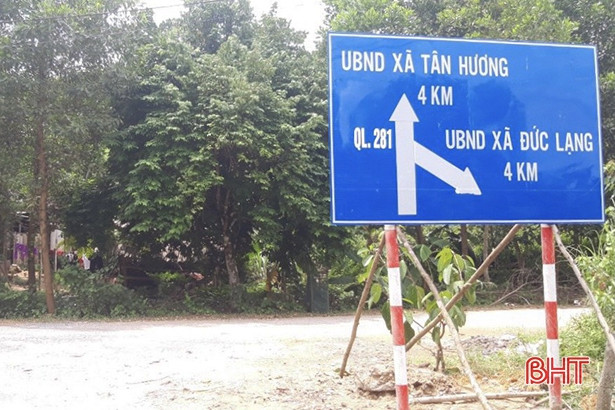 UBND XÃ TÂN HƯƠNG
4 KM
QL. 281
UBND XÃ ĐỨC LẠNG
4 KM
BHT